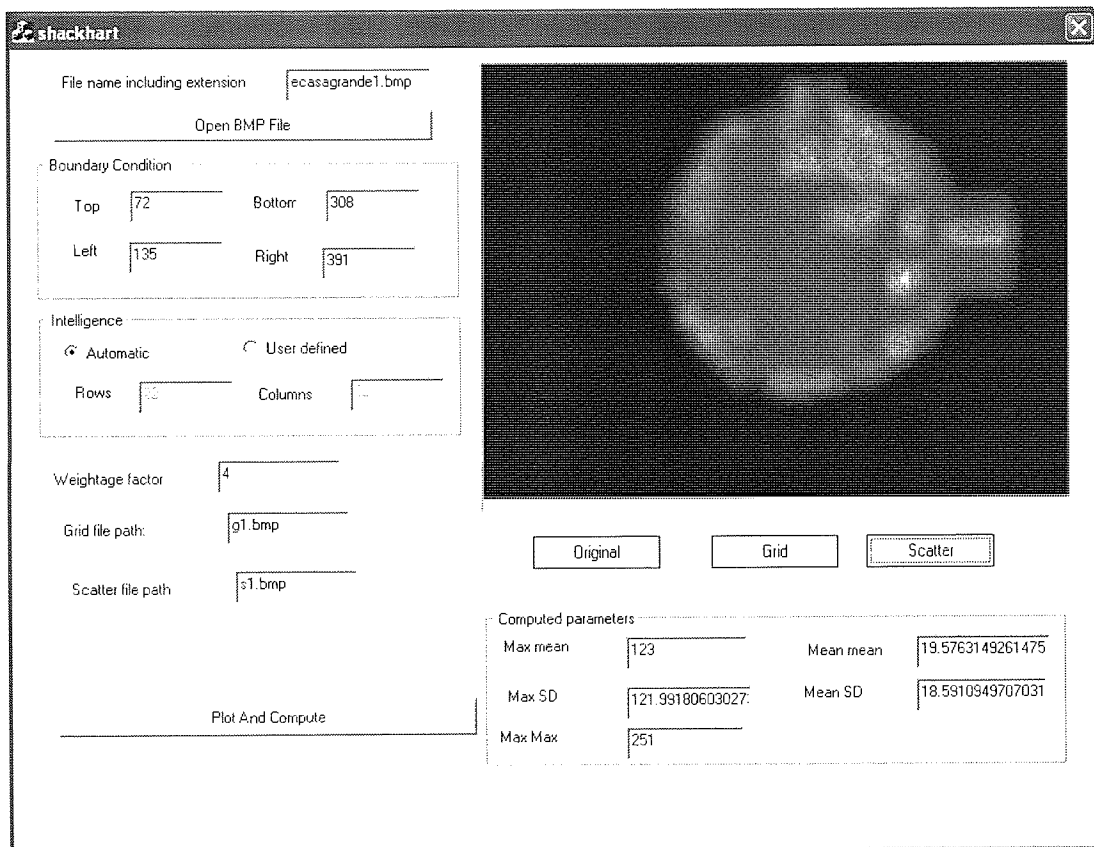 shackhart
File name including extension ecasagrande1.bmp
Open BMP File
Boundary Condition
Top 72 Bottom 308
Left 135 Right 391
Intelligence
Automatic User defined
Rows Columns
Weightage factor 4
Grid file path: g1.bmp
Scatter file path s1.bmp
Plot And Compute
Original Grid Scatter
Computed parameters
Max mean 123 Mean mean 19.5763149261475
Max SD 121.99180603027 Mean SD 18.5910949707031
Max Max 251